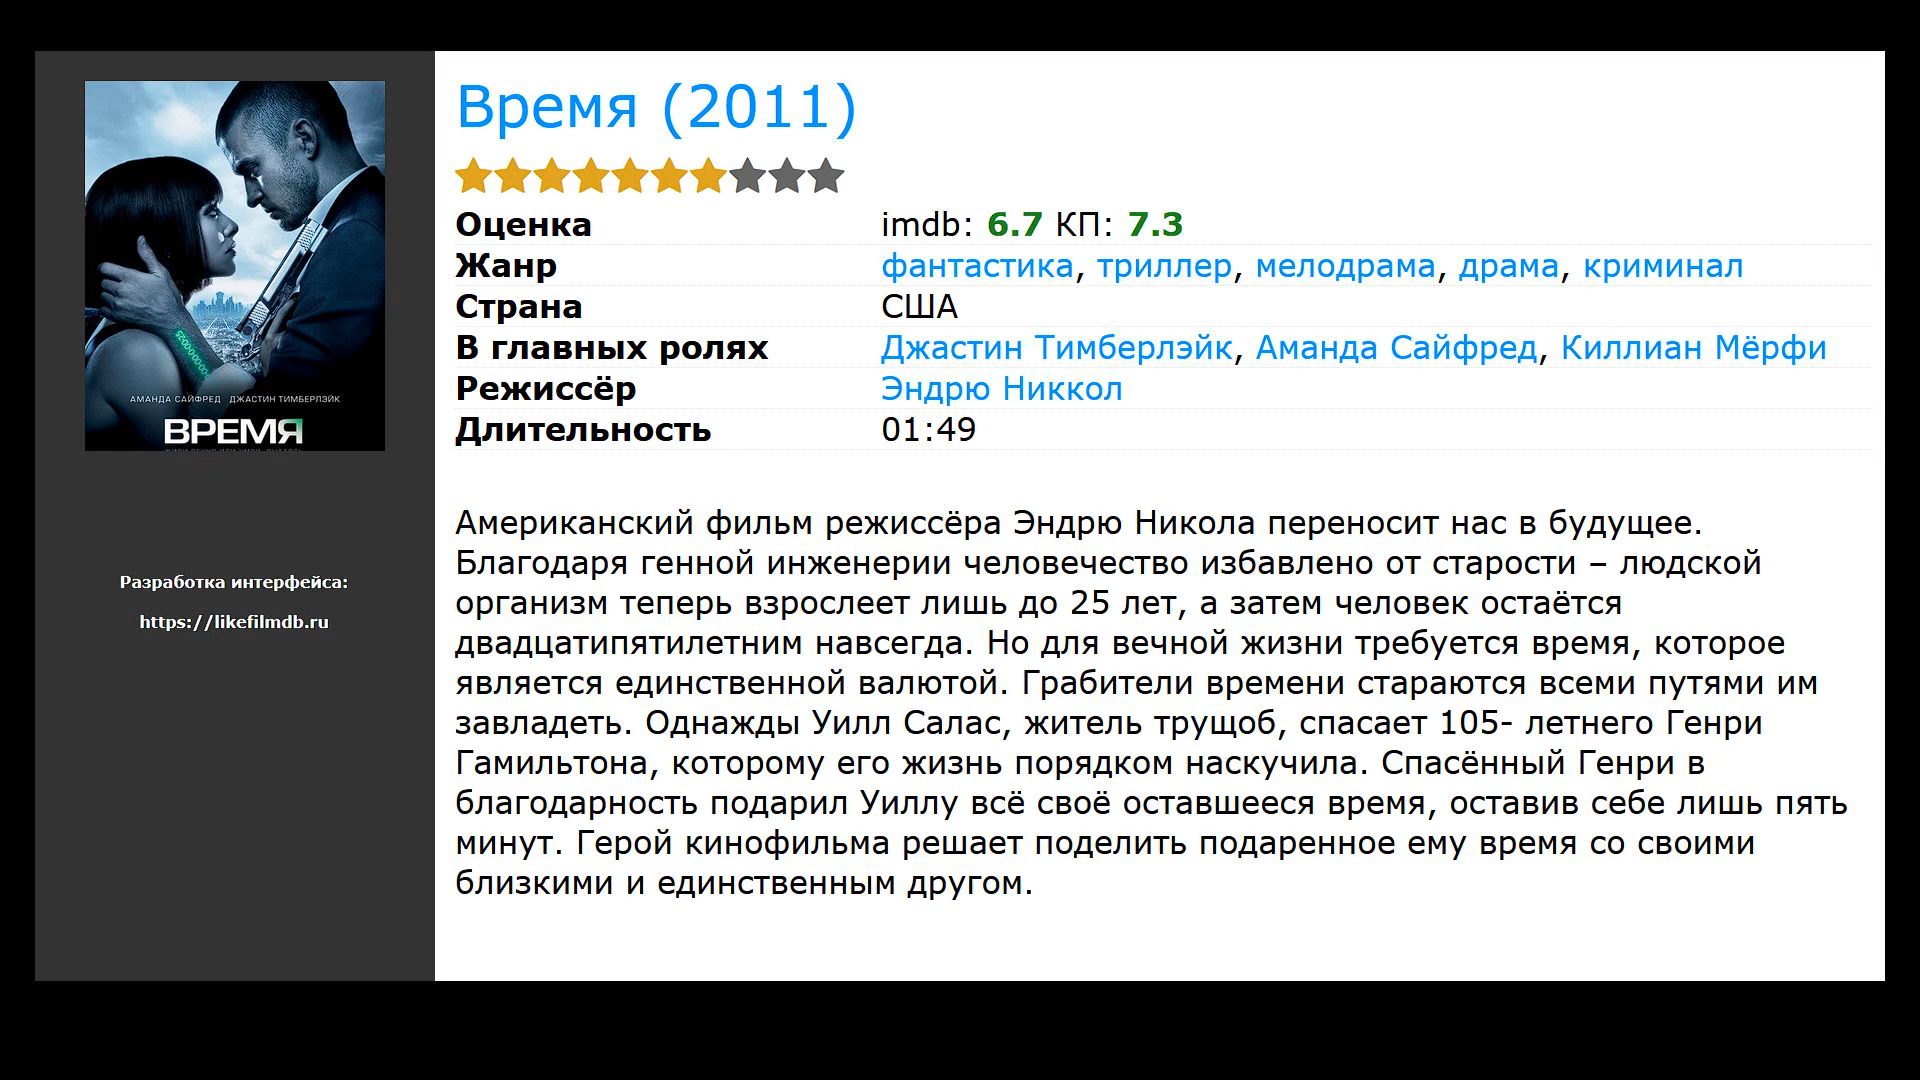 Время (2011)
Оценка imdb: 6.7 КП: 7.3
Жанр фантастика, триллер, мелодрама, драма, криминал
Страна США
В главных ролях Джастин Тимберлэйк, Аманда Сайфред, Киллиан Мёрфи
Режиссёр Эндрю Никкол
Длительность 01:49
АМАНДА САЙФРЕД ДЖАСТИН ТИМБЕРЛЭЙК
ВРЕМЯ
Разработка интерфейса:
https://likefilmdb.ru
Американский фильм режиссёра Эндрю Никола переносит нас в будущее.
Благодаря генной инженерии человечество избавлено от старости – людской
организм теперь взрослеет лишь до 25 лет, а затем человек остаётся
двадцатипятилетним навсегда. Но для вечной жизни требуется время, которое
является единственной валютой. Грабители времени стараются всеми путями им
завладеть. Однажды Уилл Салас, житель трущоб, спасает 105- летнего Генри
Гамильтона, которому его жизнь порядком наскучила. Спасённый Генри в
благодарность подарил Уиллу всё своё оставшееся время, оставив себе лишь пять
минут. Герой кинофильма решает поделить подаренное ему время со своими
близкими и единственным другом.